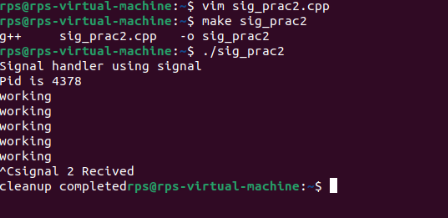 rps@rps-virtual-machine:~$ vim sig_prac2.cpp
rps@rps-virtual-machine:~$ make sig_prac2
g++     sig_prac2.cpp   -o sig_prac2
rps@rps-virtual-machine:~$ ./sig_prac2
Signal handler using signal
Pid is 4378
working
working
working
working
working
^Csignal 2 Recived
cleanup completedrps@rps-virtual-machine:~$